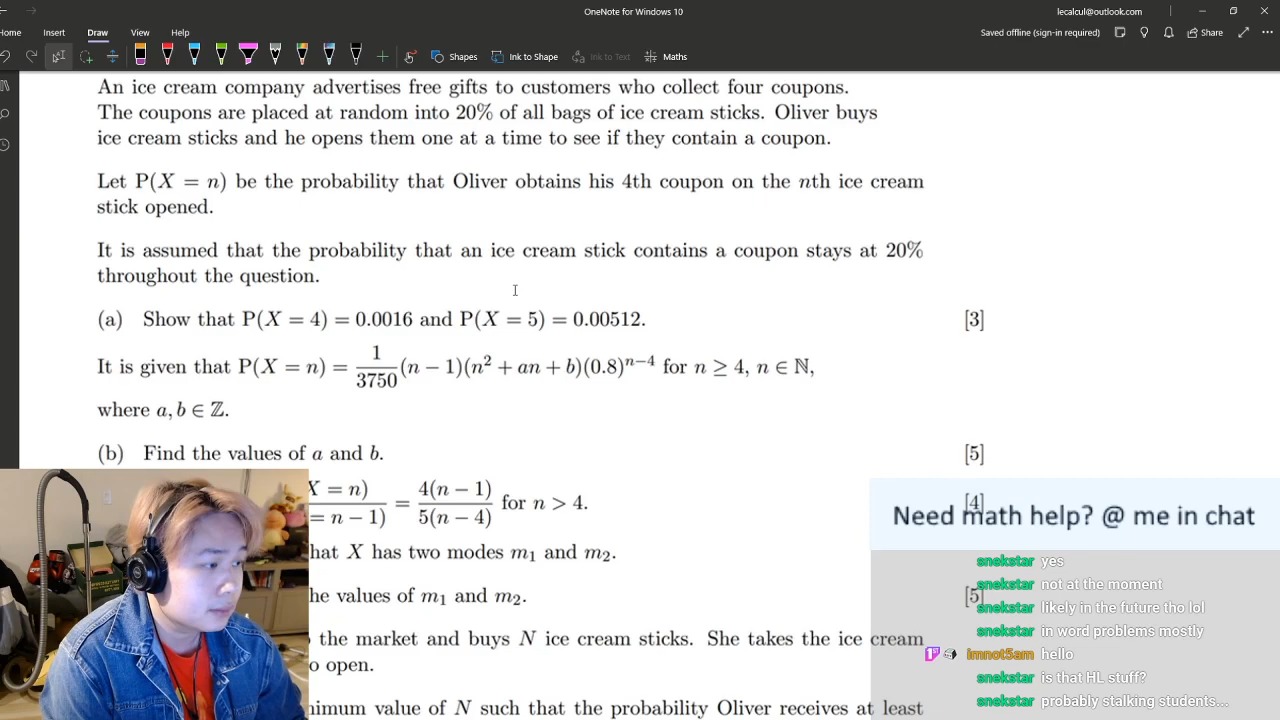 OneNote for Windows 10
lecalcul@outlook.com
Home Insert Draw View Help
Saved offline (sign-in required)
Share
Shapes Ink to Shape Ink to Text Maths
An ice cream company advertises free gifts to customers who collect four coupons.
The coupons are placed at random into 20% of all bags of ice cream sticks. Oliver buys
ice cream sticks and he opens them one at a time to see if they contain a coupon.
Let P(X = n) be the probability that Oliver obtains his 4th coupon on the nth ice cream
stick opened.
It is assumed that the probability that an ice cream stick contains a coupon stays at 20%
throughout the question.
(a) Show that P(X = 4) = 0.0016 and P(X = 5) = 0.00512. [3]
It is given that P(X = n) = 1/3750 (n − 1)(n² + an + b)(0.8)ⁿ⁻⁴ for n ≥ 4, n ∈ ℕ,
where a, b ∈ ℤ.
(b) Find the values of a and b. [5]
X = n) / = n − 1) = 4(n − 1) / 5(n − 4) for n > 4. [4]
hat X has two modes m₁ and m₂.
he values of m₁ and m₂. [5]
the market and buys N ice cream sticks. She takes the ice cream
o open.
nimum value of N such that the probability Oliver receives at least
Need math help? @ me in chat
snekstar yes
snekstar not at the moment
snekstar likely in the future tho lol
snekstar in word problems mostly
imnot5am hello
snekstar is that HL stuff?
snekstar probably stalking students...